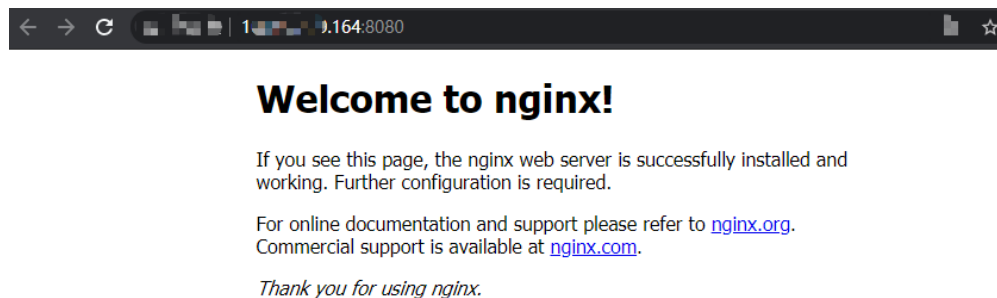 .164:8080
Welcome to nginx!
If you see this page, the nginx web server is successfully installed and
working. Further configuration is required.
For online documentation and support please refer to nginx.org.
Commercial support is available at nginx.com.
Thank you for using nginx.